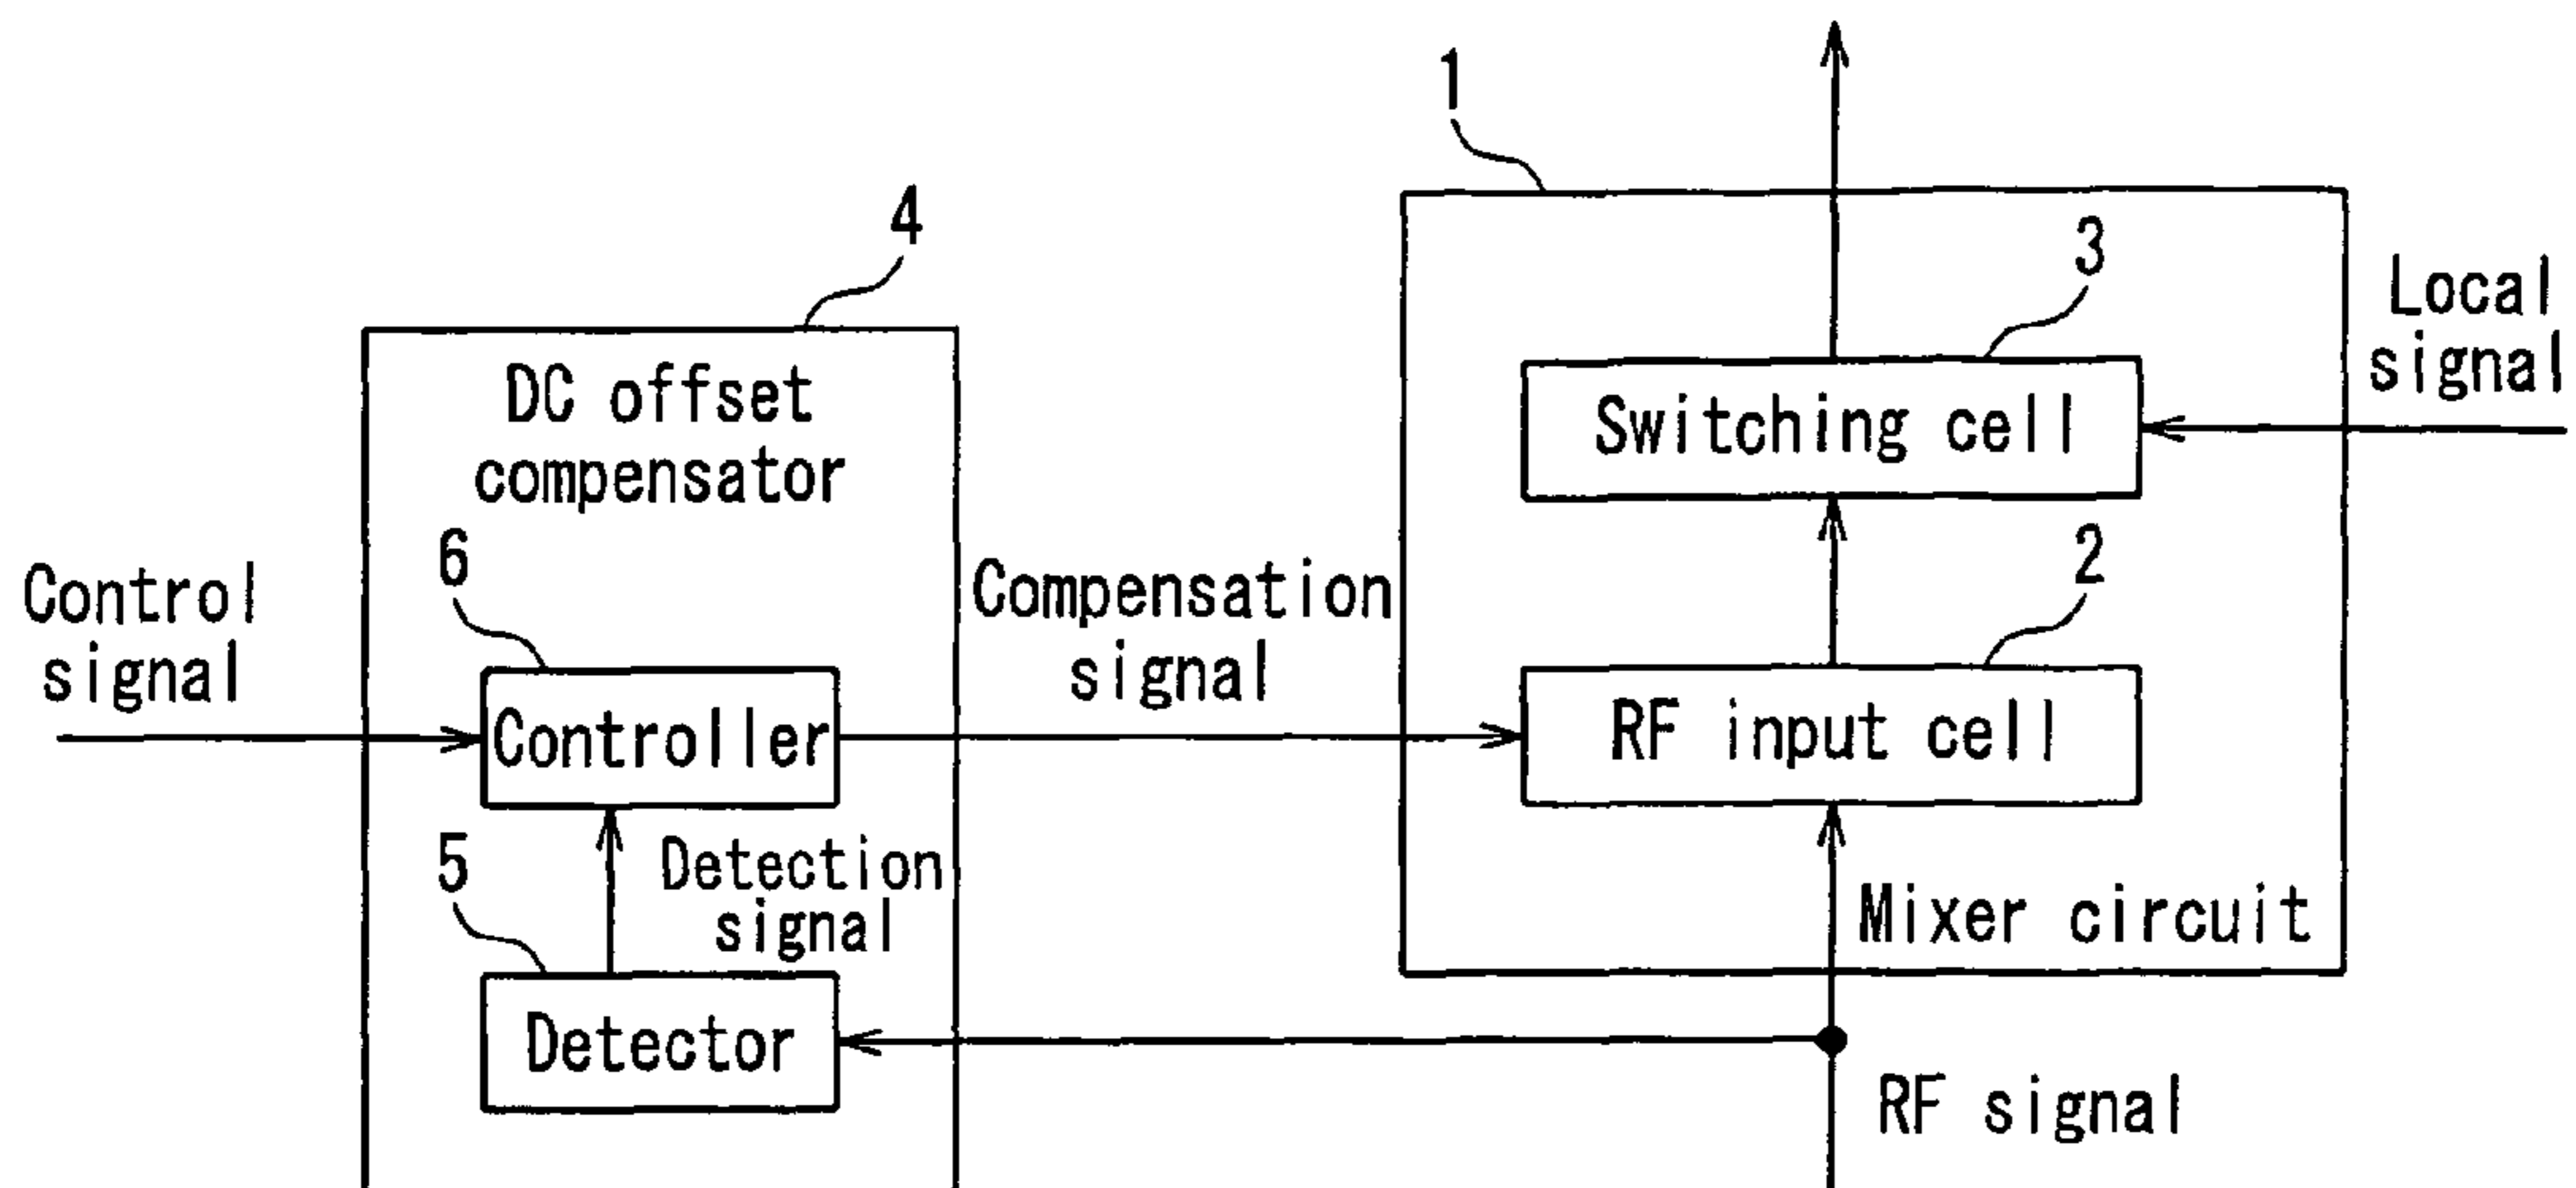 1
4
3
Local
signal
DC offset
compensator
Switching cell
6
Control
signal
Compensation
signal
2
Controller
RF input cell
5
Detection
signal
Mixer circuit
Detector
RF signal